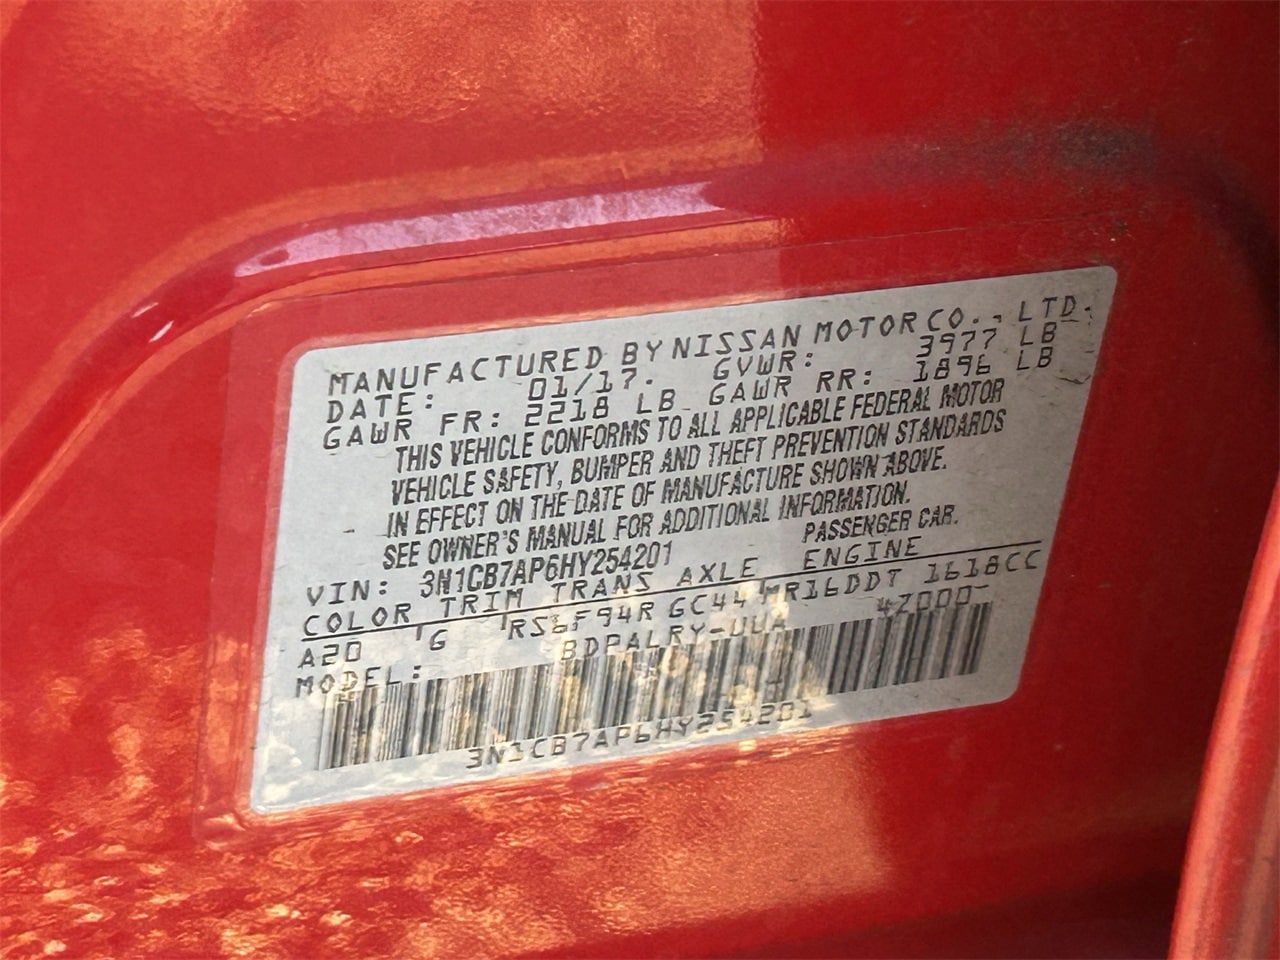 MANUFACTURED BY NISSAN MOTOR CO., LTD.
DATE: 01/17. GVWR: 3977 LB
GAWR FR: 2218 LB GAWR RR: 1896 LB
THIS VEHICLE CONFORMS TO ALL APPLICABLE FEDERAL MOTOR
VEHICLE SAFETY, BUMPER AND THEFT PREVENTION STANDARDS
IN EFFECT ON THE DATE OF MANUFACTURE SHOWN ABOVE.
SEE OWNER'S MANUAL FOR ADDITIONAL INFORMATION.
VIN: 3N1CB7AP6HY254201 PASSENGER CAR.
COLOR TRIM TRANS AXLE ENGINE
A20 G RS6F94R GC44 MR16DDT 1618CC
MODEL: BDPALRY-UUA 4Z000-
3N1CB7AP6HY254201